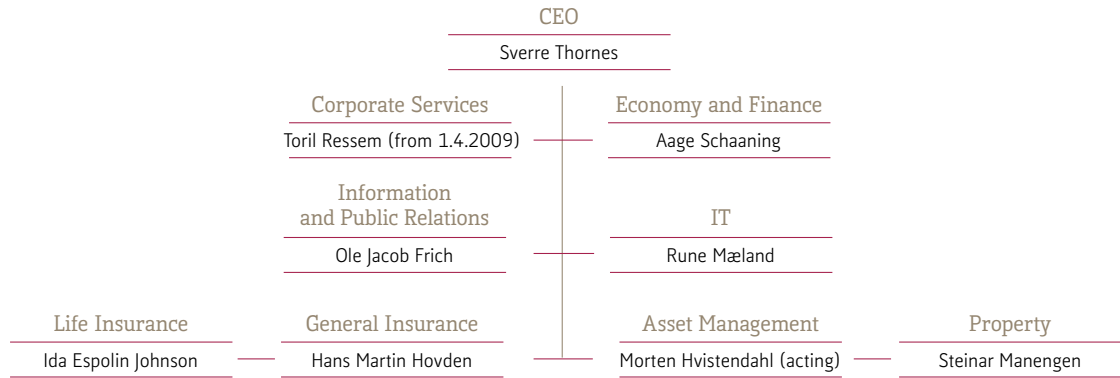 CEO
Sverre Thornes
Corporate Services
Toril Ressem (from 1.4.2009)
Economy and Finance
Aage Schaaning
Information
and Public Relations
Ole Jacob Frich
IT
Rune Mæland
Life Insurance
Ida Espolin Johnson
General Insurance
Hans Martin Hovden
Asset Management
Morten Hvistendahl (acting)
Property
Steinar Manengen